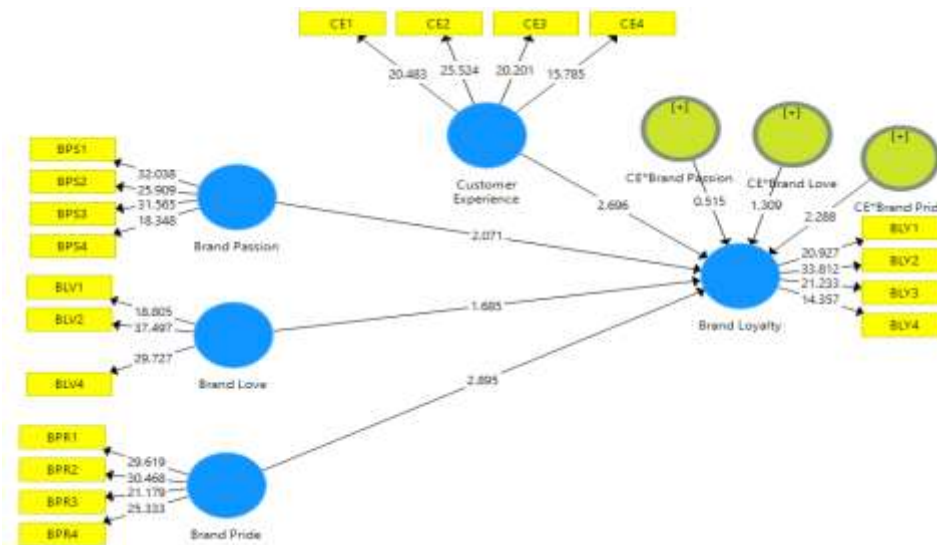 CE1
CE2
CE3
CE4
20.483
25.524
20.201
15.785
[+]
[+]
[+]
Customer
Experience
CE*Brand Passion
CE*Brand Love
CE*Brand Prid
2.696
0.515
1.309
2.288
BPS1
BPS2
BPS3
BPS4
32.038
25.909
31.565
18.348
Brand Passion
2.071
BLV1
BLV2
BLV4
18.805
37.497
29.727
Brand Love
1.685
BPR1
BPR2
BPR3
BPR4
29.619
30.468
21.179
25.333
Brand Pride
2.895
Brand Loyalty
20.927
33.812
21.233
14.357
BLY1
BLY2
BLY3
BLY4